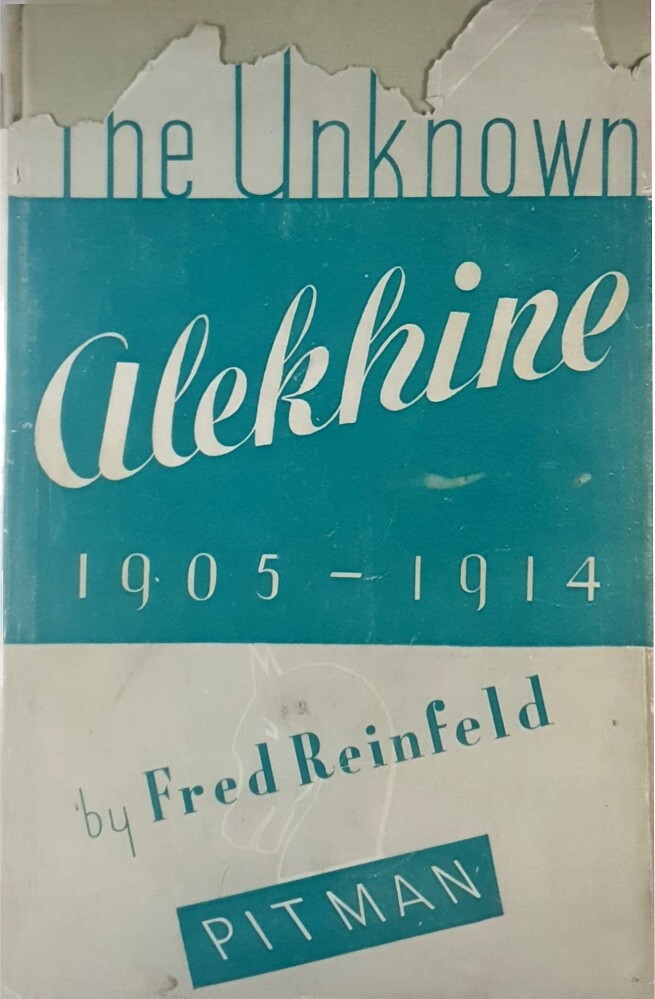 The Unknown
Alekhine
1905 - 1914
by Fred Reinfeld
PITMAN